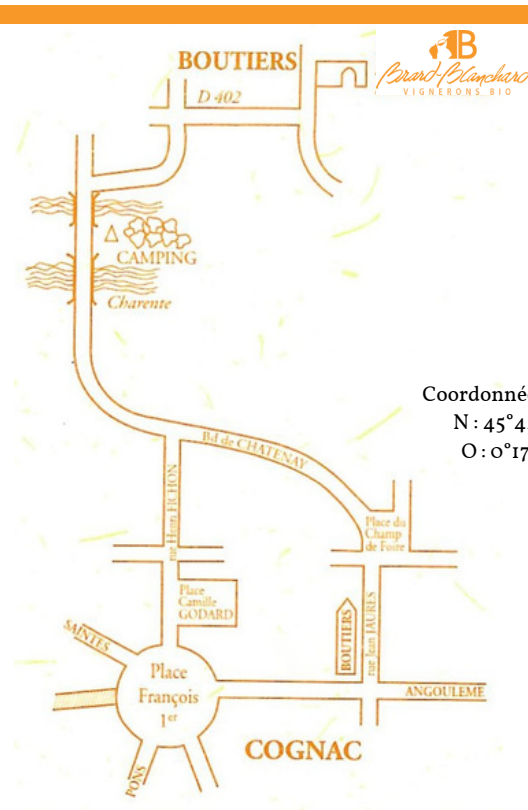 B
Brard-Blanchard
VIGNERONS BIO
BOUTIERS
D 402
CAMPING
Charente
Coordonnée
N : 45°4
O : 0°17
Bd de CHATENAY
rue Henri FICHON
Place du
Champ
de Foire
Place
Camille
GODARD
BOUTIERS
rue Jean JAURES
SAINTES
Place
François
1er
ANGOULEME
COGNAC
PONS